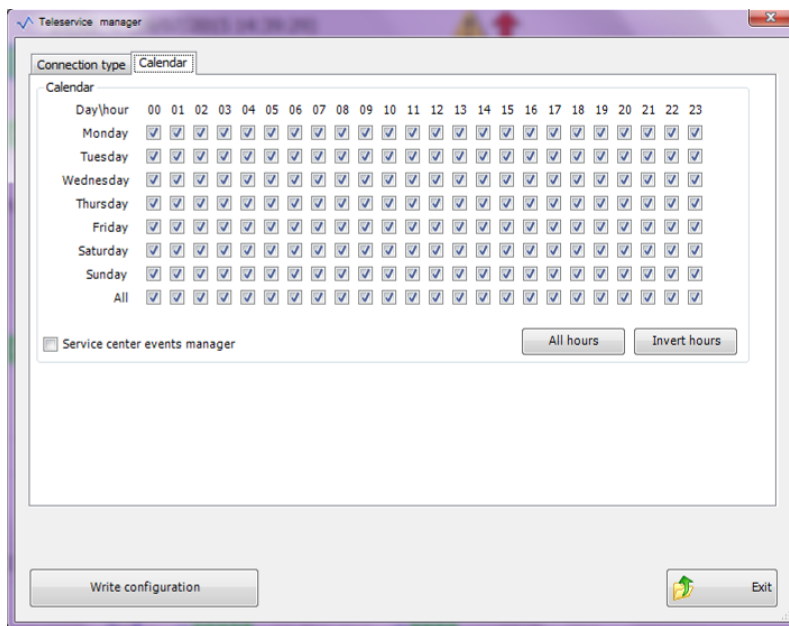 Teleservice manager
Connection type Calendar
Calendar
Day\hour 00 01 02 03 04 05 06 07 08 09 10 11 12 13 14 15 16 17 18 19 20 21 22 23
Monday
Tuesday
Wednesday
Thursday
Friday
Saturday
Sunday
All
Service center events manager All hours Invert hours
Write configuration Exit